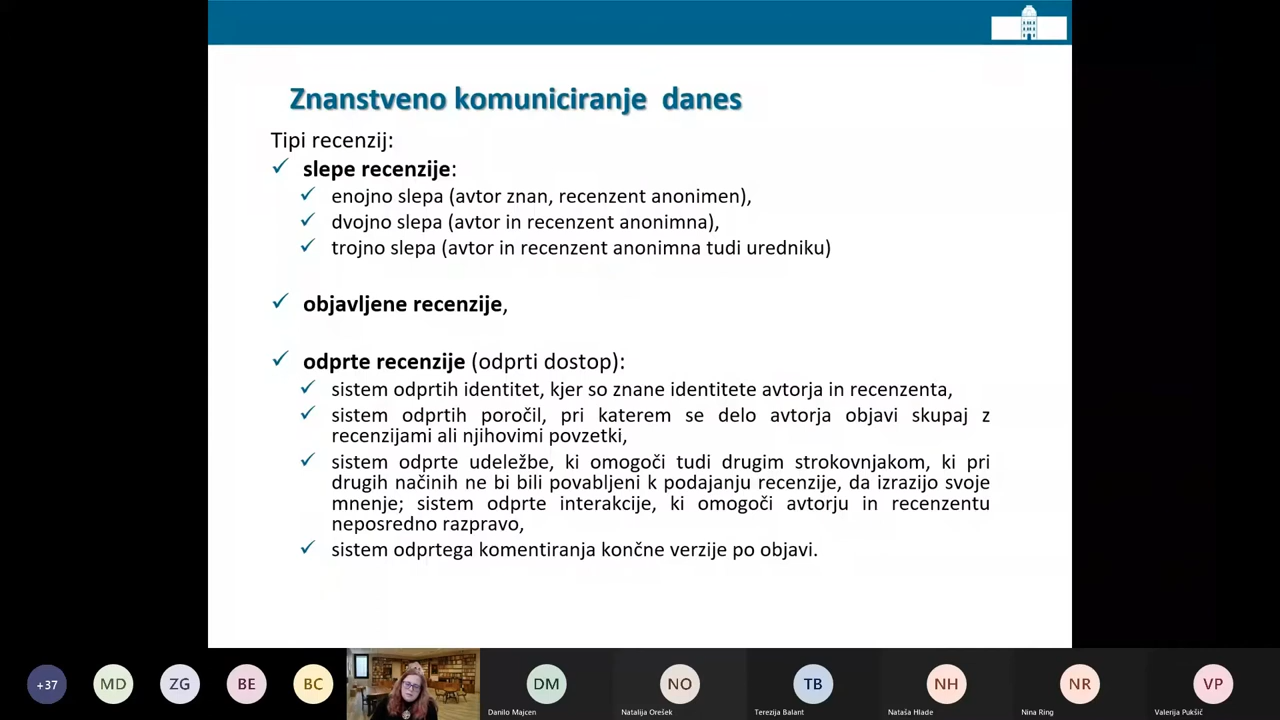 Znanstveno komuniciranje danes
Tipi recenzij:
slepe recenzije:
enojno slepa (avtor znan, recenzent anonimen),
dvojno slepa (avtor in recenzent anonimna),
trojno slepa (avtor in recenzent anonimna tudi uredniku)
objavljene recenzije,
odprte recenzije (odprti dostop):
sistem odprtih identitet, kjer so znane identitete avtorja in recenzenta,
sistem odprtih poročil, pri katerem se delo avtorja objavi skupaj z
recenzijami ali njihovimi povzetki,
sistem odprte udeležbe, ki omogoči tudi drugim strokovnjakom, ki pri
drugih načinih ne bi bili povabljeni k podajanju recenzije, da izrazijo svoje
mnenje; sistem odprte interakcije, ki omogoči avtorju in recenzentu
neposredno razpravo,
sistem odprtega komentiranja končne verzije po objavi.
+37 MD ZG BE BC DM NO TB NH NR VP
Danilo Majcen Natalija Orešek Terezija Balant Nataša Hlade Nina Ring Valerija Pukšič